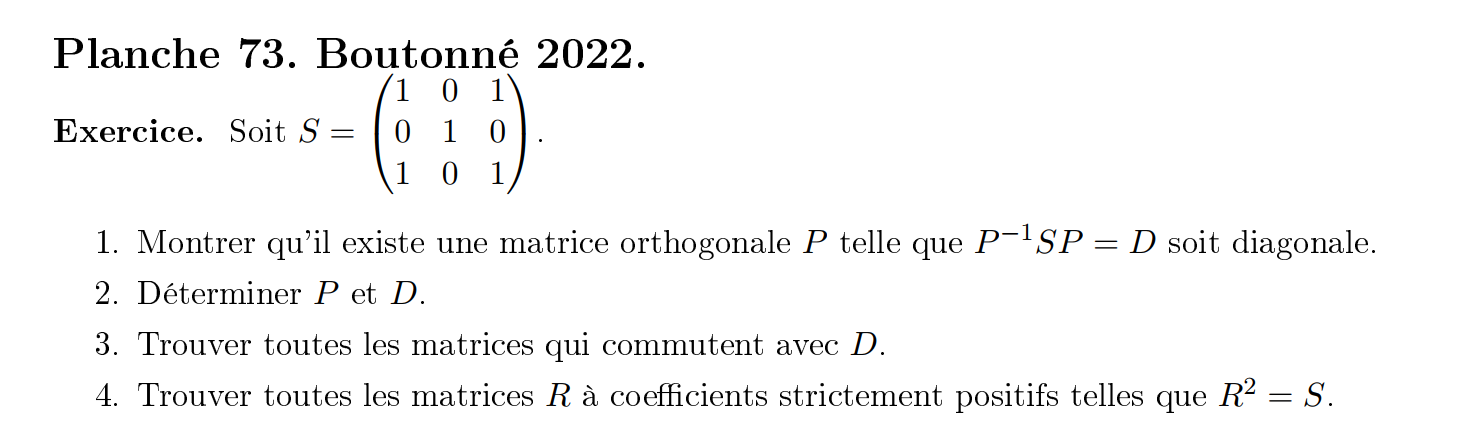 Planche 73. Boutonné 2022.
Exercice. Soit $S = \begin{pmatrix} 1 & 0 & 1 \\ 0 & 1 & 0 \\ 1 & 0 & 1 \end{pmatrix}$.
1. Montrer qu'il existe une matrice orthogonale $P$ telle que $P^{-1}SP = D$ soit diagonale.
2. Déterminer $P$ et $D$.
3. Trouver toutes les matrices qui commutent avec $D$.
4. Trouver toutes les matrices $R$ à coefficients strictement positifs telles que $R^2 = S$.